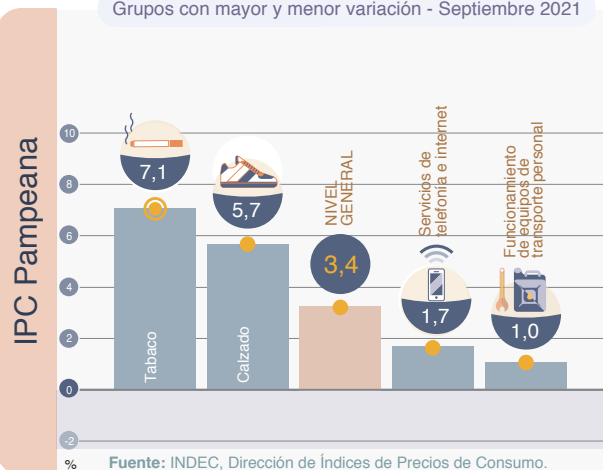 Grupos con mayor y menor variación - Septiembre 2021
IPC Pampeana
10
8
6
4
2
0
-2
%
7,1
Tabaco
5,7
Calzado
NIVEL
GENERAL
3,4
Servicios de
telefonía e internet
1,7
Funcionamiento
de equipos de
transporte personal
1,0
Fuente: INDEC, Dirección de Índices de Precios de Consumo.